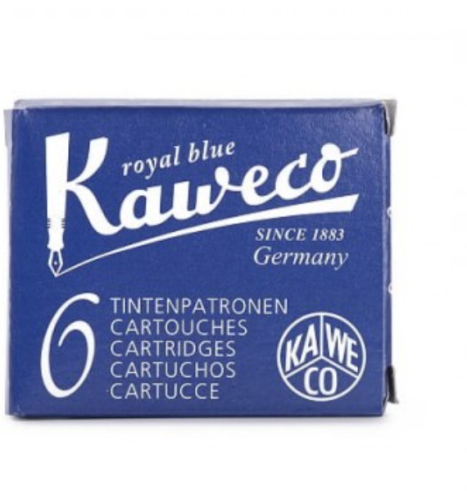 royal blue
Kaweco
SINCE 1883
Germany
6
TINTENPATRONEN
CARTOUCHES
CARTRIDGES
CARTUCHOS
CARTUCCE
KA WE
CO